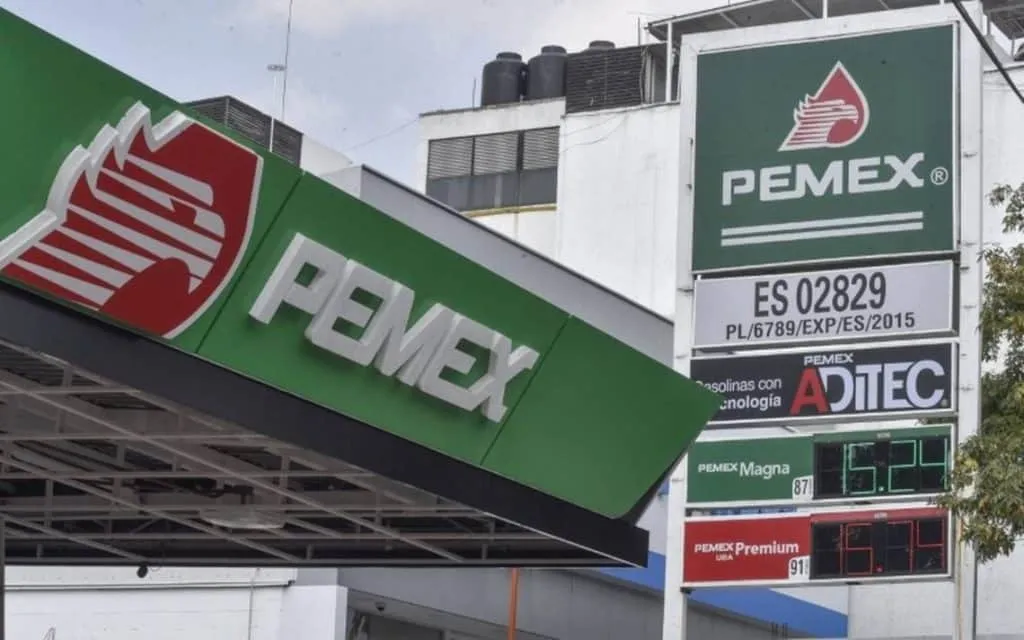 PEMEX
PEMEX®
ES 02829
PL/6789/EXP/ES/2015
PEMEX
Gasolinas con
ADiTEC
PEMEX Magna
87
PEMEX Premium
UBA
91